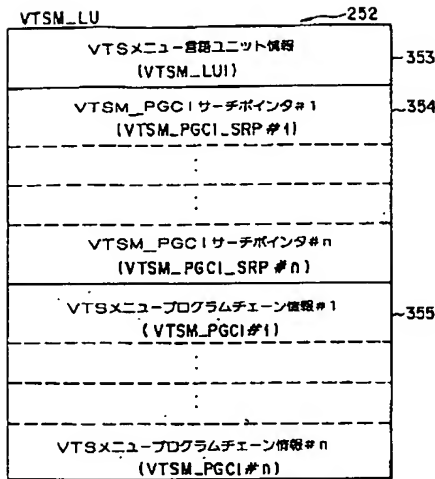 VTSM_LU
252
VTSメニュー言語ユニット情報
(VTSM_LUI)
353
VTSM_PGCIサーチポインタ#1
(VTSM_PGCI_SRP#1)
354
VTSM_PGCIサーチポインタ#n
(VTSM_PGCI_SRP#n)
VTSメニュープログラムチェーン情報#1
(VTSM_PGCI#1)
355
VTSメニュープログラムチェーン情報#n
(VTSM_PGCI#n)